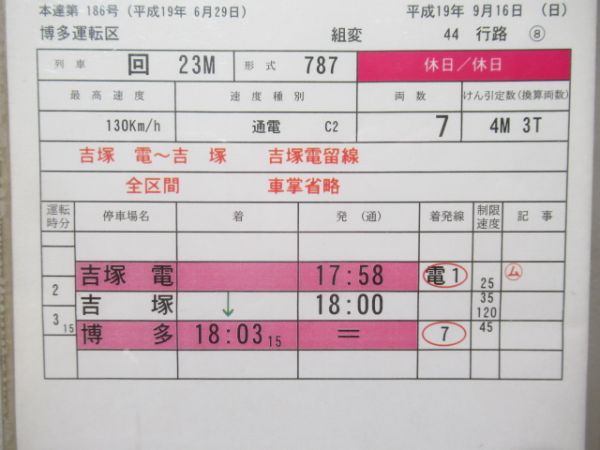 本達第 186号 (平成19年 6月29日) 平成19年 9月16日 (日)
博多運転区 組変 44 行路 ⑧
列車 回 23M 形式 787 休日/休日
最高速度 速度種別 両数 けん引定数(換算両数)
130Km/h 通電 C2 7 4M 3T
吉塚 電~吉 塚 吉塚電留線
全区間 車掌省略
運転時分 停車場名 着 発 (通) 着発線 制限速度 記事
吉塚 電 17:58 電1 ㋰
2 25
吉 塚 ↓ 18:00 35
120
3 15 45
博 多 18:03 15 = 7